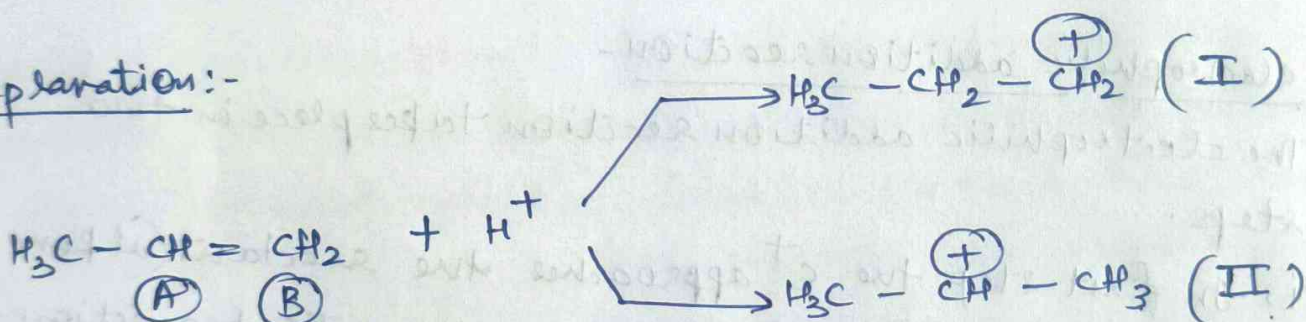 planation:-
H₃C - CH₂ - CH₂⁺ (I)
H₃C - CH = CH₂ + H⁺
(A) (B)
H₃C - CH⁺ - CH₃ (II)